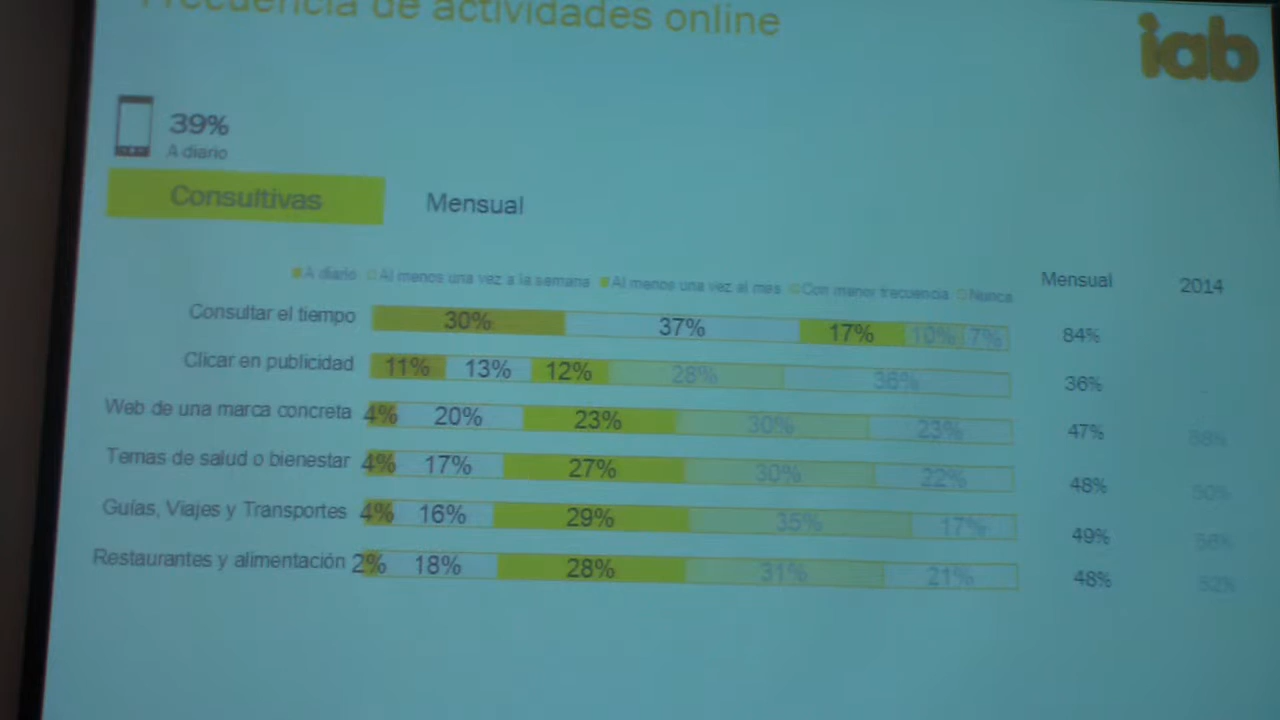 Frecuencia de actividades online
iab
39%
A diario
Consultivas
Mensual
A diario Al menos una vez a la semana Al menos una vez al mes Con menor frecuencia Nunca
Mensual 2014
Consultar el tiempo 30% 37% 17% 10% 7% 84%
Clicar en publicidad 11% 13% 12% 28% 36% 36%
Web de una marca concreta 4% 20% 23% 30% 23% 47%
Temas de salud o bienestar 4% 17% 27% 30% 22% 48% 50%
Guías, Viajes y Transportes 4% 16% 29% 35% 17% 49%
Restaurantes y alimentación 2% 18% 28% 31% 21% 48% 52%